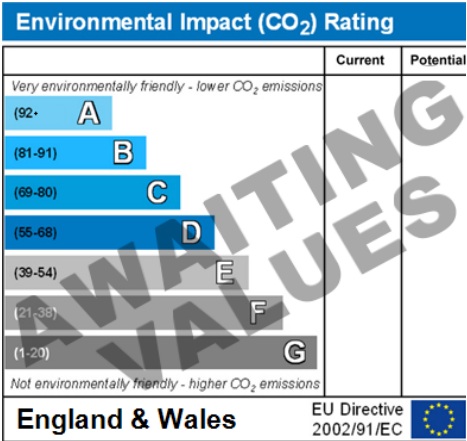 Environmental Impact (CO₂) Rating
Current Potential
Very environmentally friendly - lower CO₂ emissions
(92+ A
(81-91) B
(69-80) C
(55-68) D
(39-54) E
(21-38) F
(1-20) G
AWAITING
VALUES
Not environmentally friendly - higher CO₂ emissions
England & Wales
EU Directive
2002/91/EC